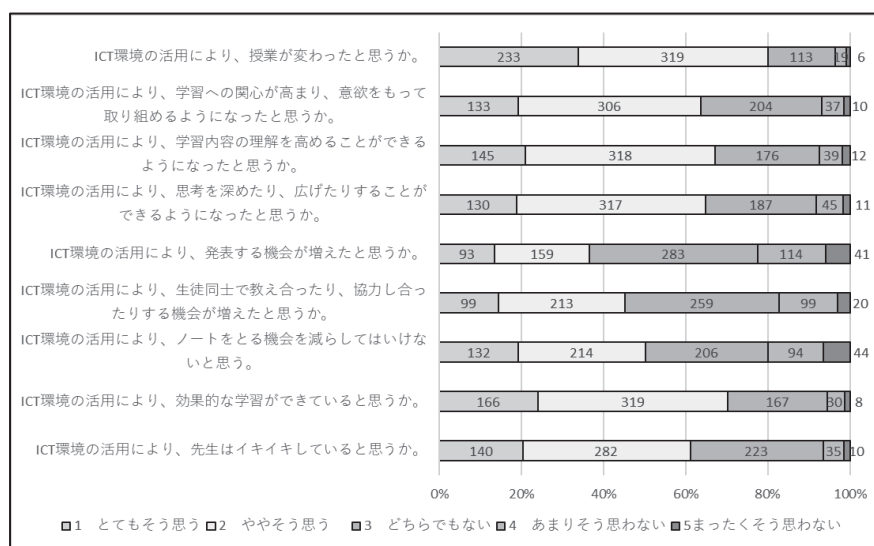 ICT環境の活用により、授業が変わったと思うか。
233 319 113 19 6
ICT環境の活用により、学習への関心が高まり、意欲をもって
取り組めるようになったと思うか。
133 306 204 37 10
ICT環境の活用により、学習内容の理解を高めることができる
ようになったと思うか。
145 318 176 39 12
ICT環境の活用により、思考を深めたり、広げたりすることが
できるようになったと思うか。
130 317 187 45 11
ICT環境の活用により、発表する機会が増えたと思うか。
93 159 283 114 41
ICT環境の活用により、生徒同士で教え合ったり、協力し合っ
たりする機会が増えたと思うか。
99 213 259 99 20
ICT環境の活用により、ノートをとる機会を減らしてはいけな
いと思う。
132 214 206 94 44
ICT環境の活用により、効果的な学習ができていると思うか。
166 319 167 30 8
ICT環境の活用により、先生はイキイキしていると思うか。
140 282 223 35 10
0% 20% 40% 60% 80% 100%
1 とてもそう思う 2 ややそう思う 3 どちらでもない 4 あまりそう思わない 5まったくそう思わない